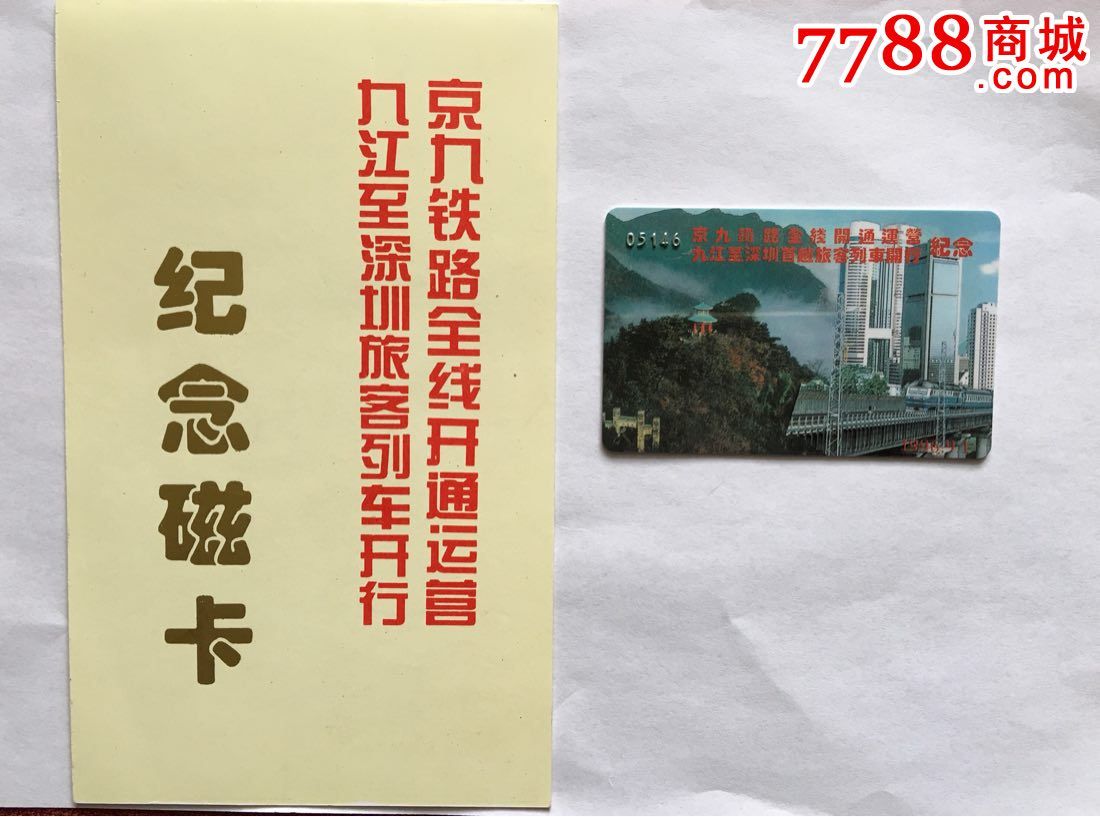 京九铁路全线开通运营
九江至深圳旅客列车开行
纪念磁卡
7788商城
.com
05146
京九鐵路全綫開通運營
九江至深圳首趟旅客列車開行
紀念
1996.9.1